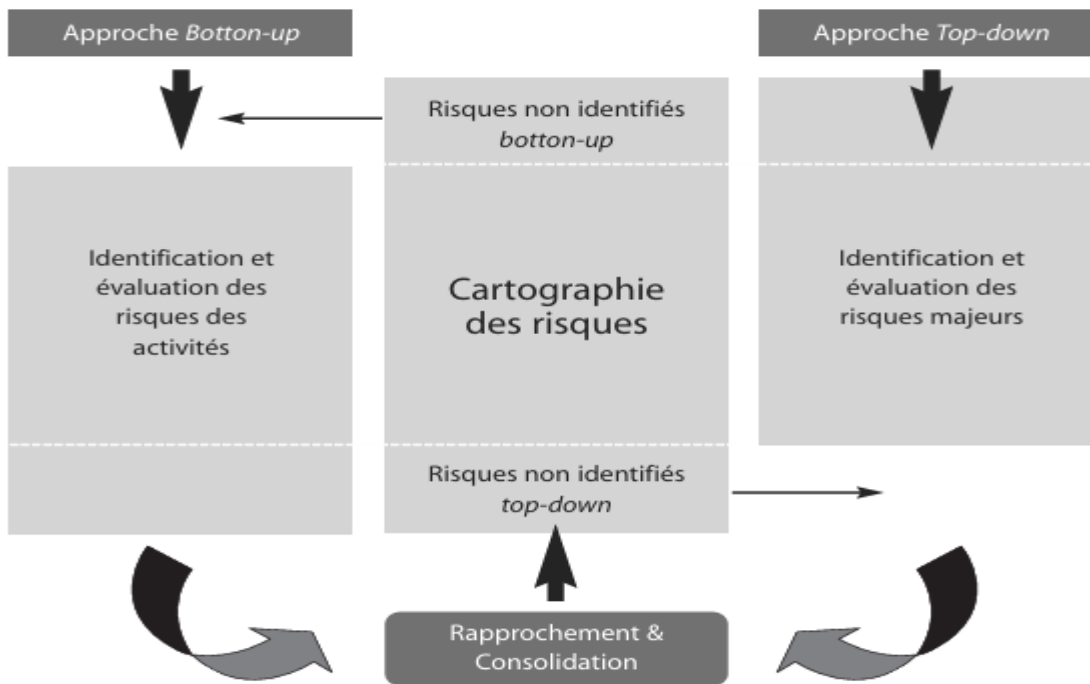 Approche Botton-up
Approche Top-down
Risques non identifiés
botton-up
Identification et
évaluation des
risques des
activités
Cartographie
des risques
Identification et
évaluation des
risques majeurs
Risques non identifiés
top-down
Rapprochement &
Consolidation